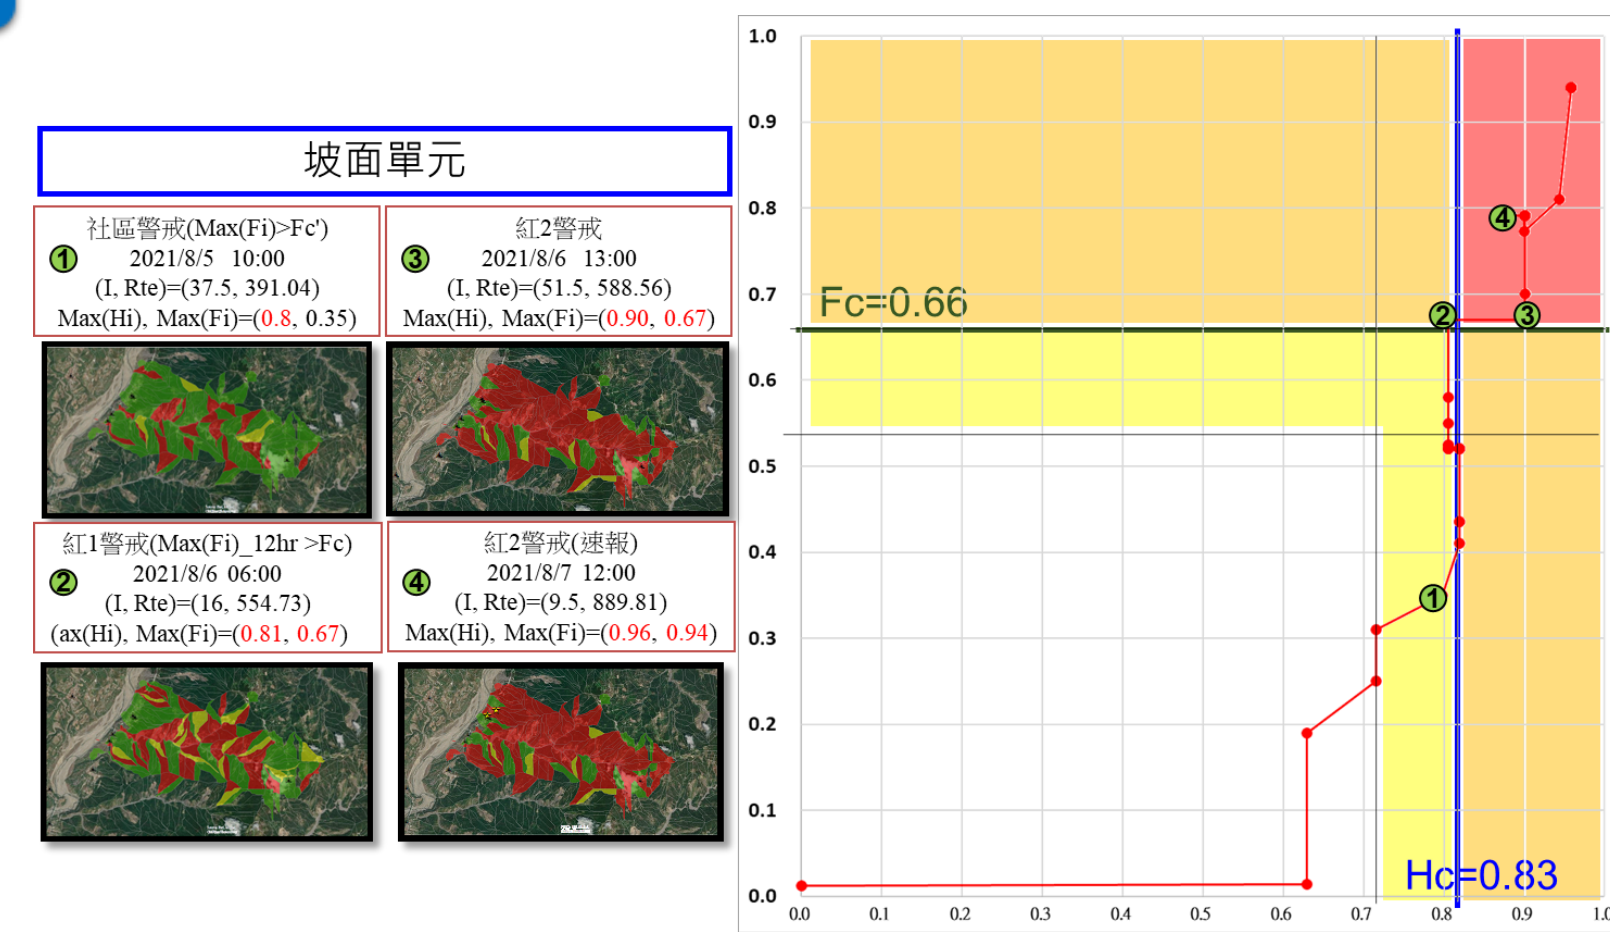 坡面單元
社區警戒(Max(Fi)>Fc')
1
2021/8/5 10:00
(I, Rte)=(37.5, 391.04)
Max(Hi), Max(Fi)=(0.8, 0.35)
紅2警戒
3
2021/8/6 13:00
(I, Rte)=(51.5, 588.56)
Max(Hi), Max(Fi)=(0.90, 0.67)
紅1警戒(Max(Fi)_12hr >Fc)
2
2021/8/6 06:00
(I, Rte)=(16, 554.73)
(ax(Hi), Max(Fi)=(0.81, 0.67)
紅2警戒(速報)
4
2021/8/7 12:00
(I, Rte)=(9.5, 889.81)
Max(Hi), Max(Fi)=(0.96, 0.94)
1.0
0.9
0.8
4
0.7
Fc=0.66
2
3
0.6
0.5
0.4
1
0.3
0.2
0.1
Hc=0.83
0.0
0.0 0.1 0.2 0.3 0.4 0.5 0.6 0.7 0.8 0.9 1.0